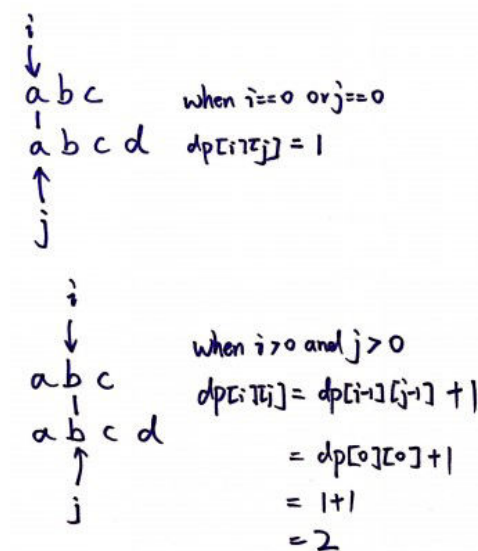 i
a b c
when i==0 or j==0
a b c d
dp[i][j] = 1
j
i
when i>0 and j>0
a b c
dp[i][j] = dp[i-1][j-1] + 1
a b c d
= dp[0][0]+1
j
= 1+1
= 2